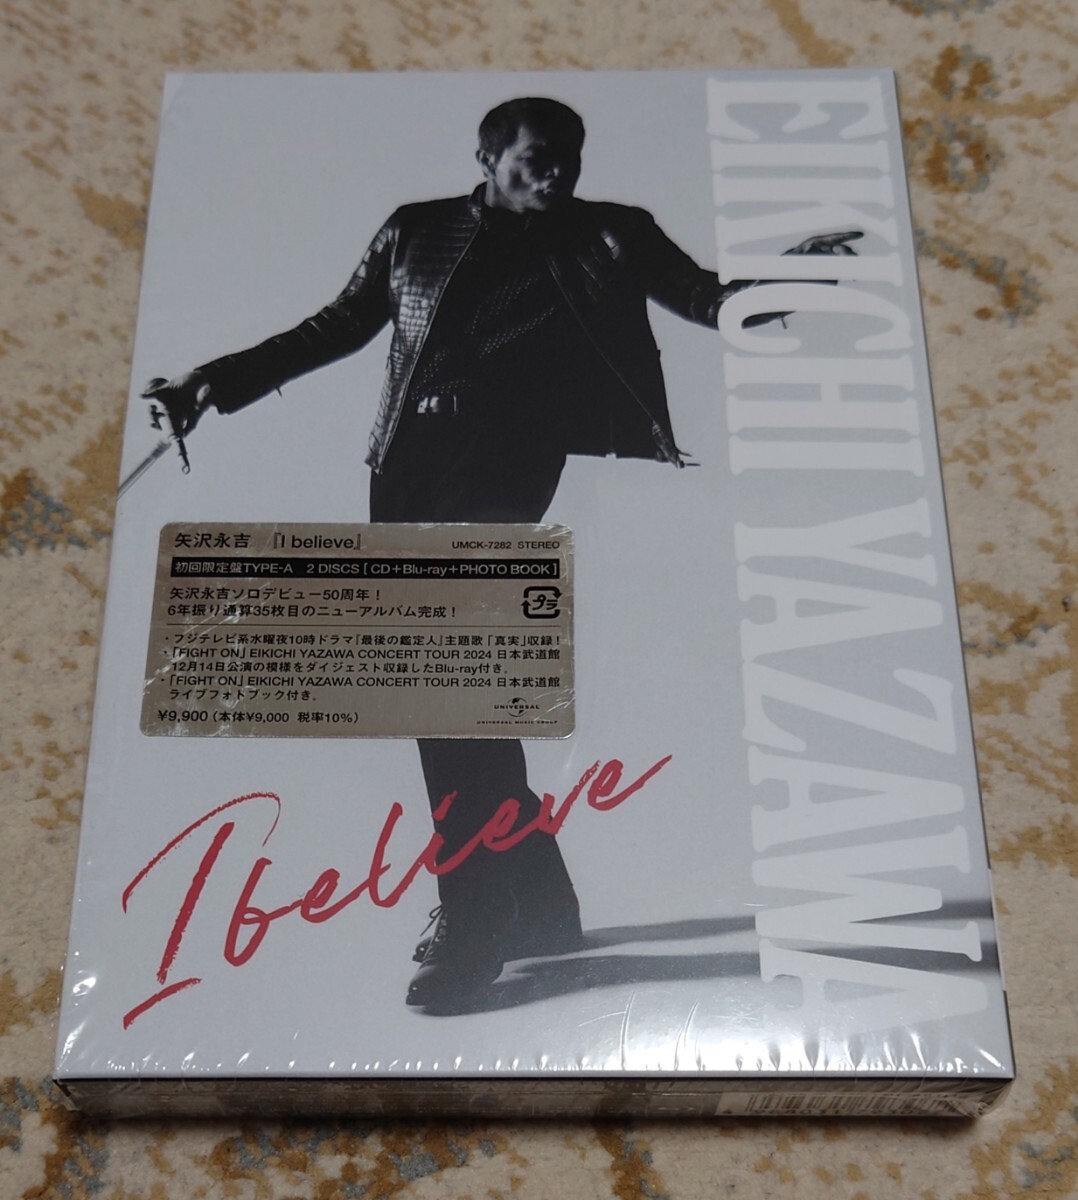 EIKICHI YAZAWA
矢沢永吉 『I believe』 UMCK-7282 STEREO
初回限定盤TYPE-A 2 DISCS [CD+Blu-ray+PHOTO BOOK]
矢沢永吉ソロデビュー50周年!
6年振り通算35枚目のニューアルバム完成!
プラ
・フジテレビ系水曜夜10時ドラマ『最後の鑑定人』主題歌「真実」収録!
・「FIGHT ON」EIKICHI YAZAWA CONCERT TOUR 2024 日本武道館
12月14日公演の模様をダイジェスト収録したBlu-ray付き。
・「FIGHT ON」EIKICHI YAZAWA CONCERT TOUR 2024 日本武道館
ライブフォトブック付き。
¥9,900(本体¥9,000 税率10%)
UNIVERSAL
UNIVERSAL MUSIC GROUP
I believe